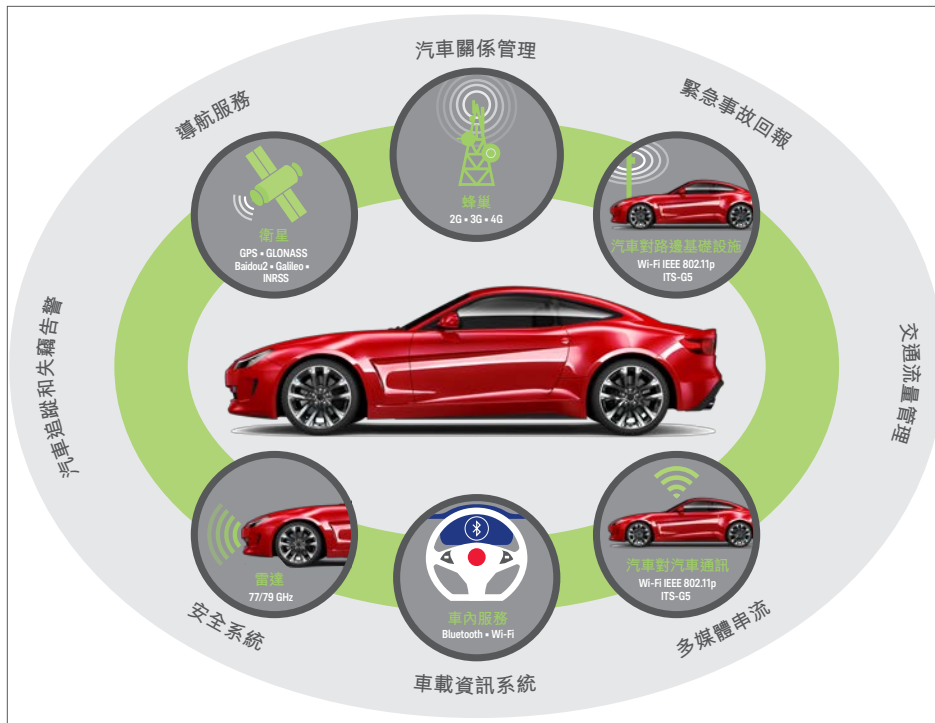 汽車關係管理
導航服務
緊急事故回報
蜂巢
2G ▪ 3G ▪ 4G
衛星
GPS ▪ GLONASS
Baidou2 ▪ Galileo ▪
INRSS
汽車對路邊基礎設施
Wi-Fi IEEE 802.11p
ITS-G5
汽車追蹤和失竊告警
交通流量管理
雷達
77/79 GHz
車內服務
Bluetooth ▪ Wi-Fi
汽車對汽車通訊
Wi-Fi IEEE 802.11p
ITS-G5
安全系統
多媒體串流
車載資訊系統